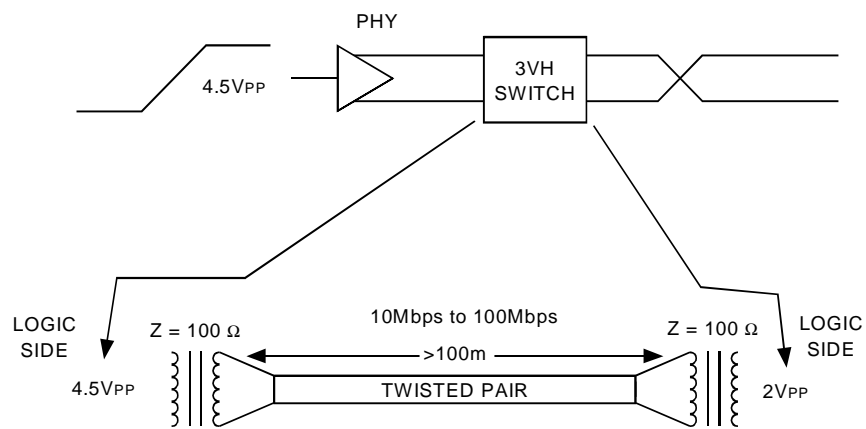 PHY
4.5VPP
3VH
SWITCH
LOGIC
SIDE
Z = 100 Ω
10Mbps to 100Mbps
Z = 100 Ω
LOGIC
SIDE
>100m
4.5VPP
TWISTED PAIR
2VPP